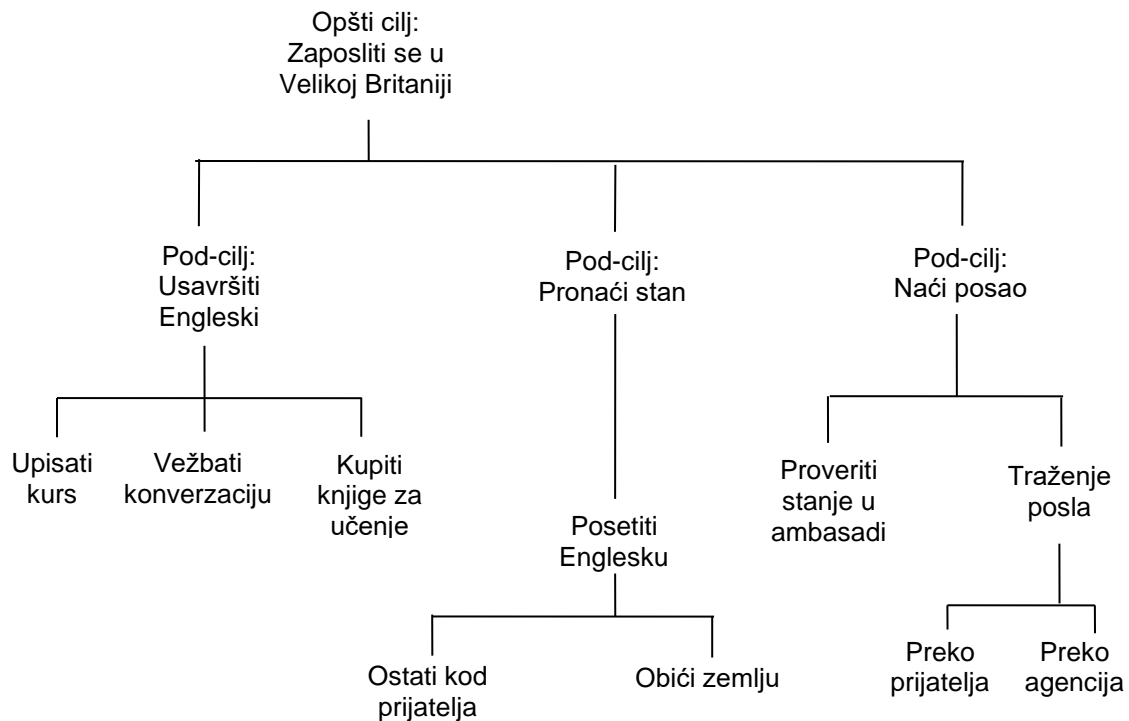 Opšti cilj:
Zaposliti se u
Velikoj Britaniji
Pod-cilj:
Usavršiti
Engleski
Pod-cilj:
Pronaći stan
Pod-cilj:
Naći posao
Upisati
kurs
Vežbati
konverzaciju
Kupiti
knjige za
učenje
Posetiti
Englesku
Proveriti
stanje u
ambasadi
Traženje
posla
Ostati kod
prijatelja
Obići zemlju
Preko
prijatelja
Preko
agencija